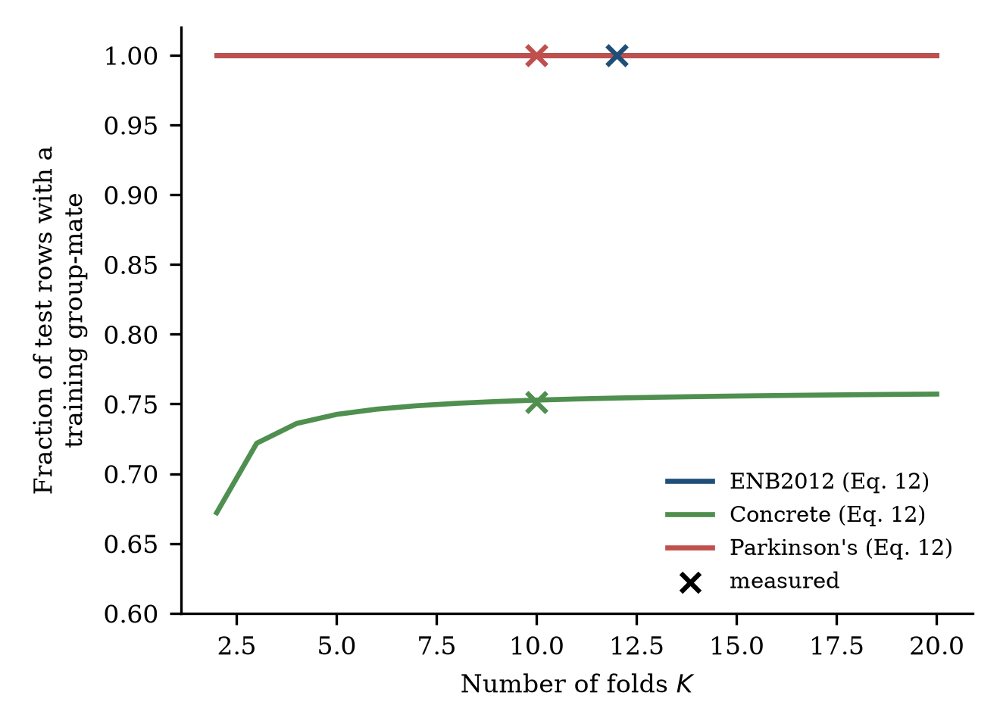 Fraction of test rows with a
training group-mate
1.00
0.95
0.90
0.85
0.80
0.75
0.70
0.65
0.60
2.5 5.0 7.5 10.0 12.5 15.0 17.5 20.0
Number of folds K
ENB2012 (Eq. 12)
Concrete (Eq. 12)
Parkinson's (Eq. 12)
measured